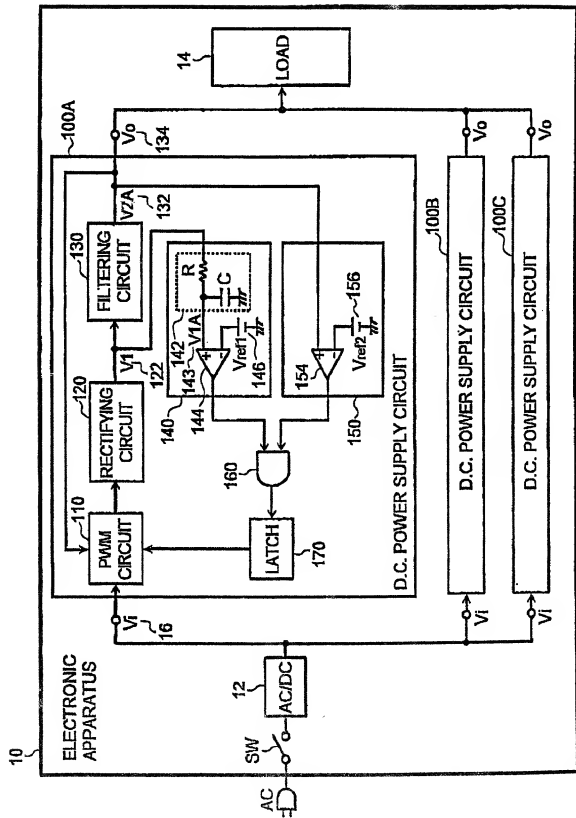 10
ELECTRONIC
APPARATUS
AC
SW
12
AC/DC
Vi
16
100A
110
PWM
CIRCUIT
120
RECTIFYING
CIRCUIT
V1
122
130
FILTERING
CIRCUIT
V2A
132
Vo
134
14
LOAD
140
142
143
144
V1A
R
C
Vref1
146
150
154
Vref2
156
160
LATCH
170
D.C. POWER SUPPLY CIRCUIT
100B
Vi
D.C. POWER SUPPLY CIRCUIT
Vo
100C
Vi
D.C. POWER SUPPLY CIRCUIT
Vo